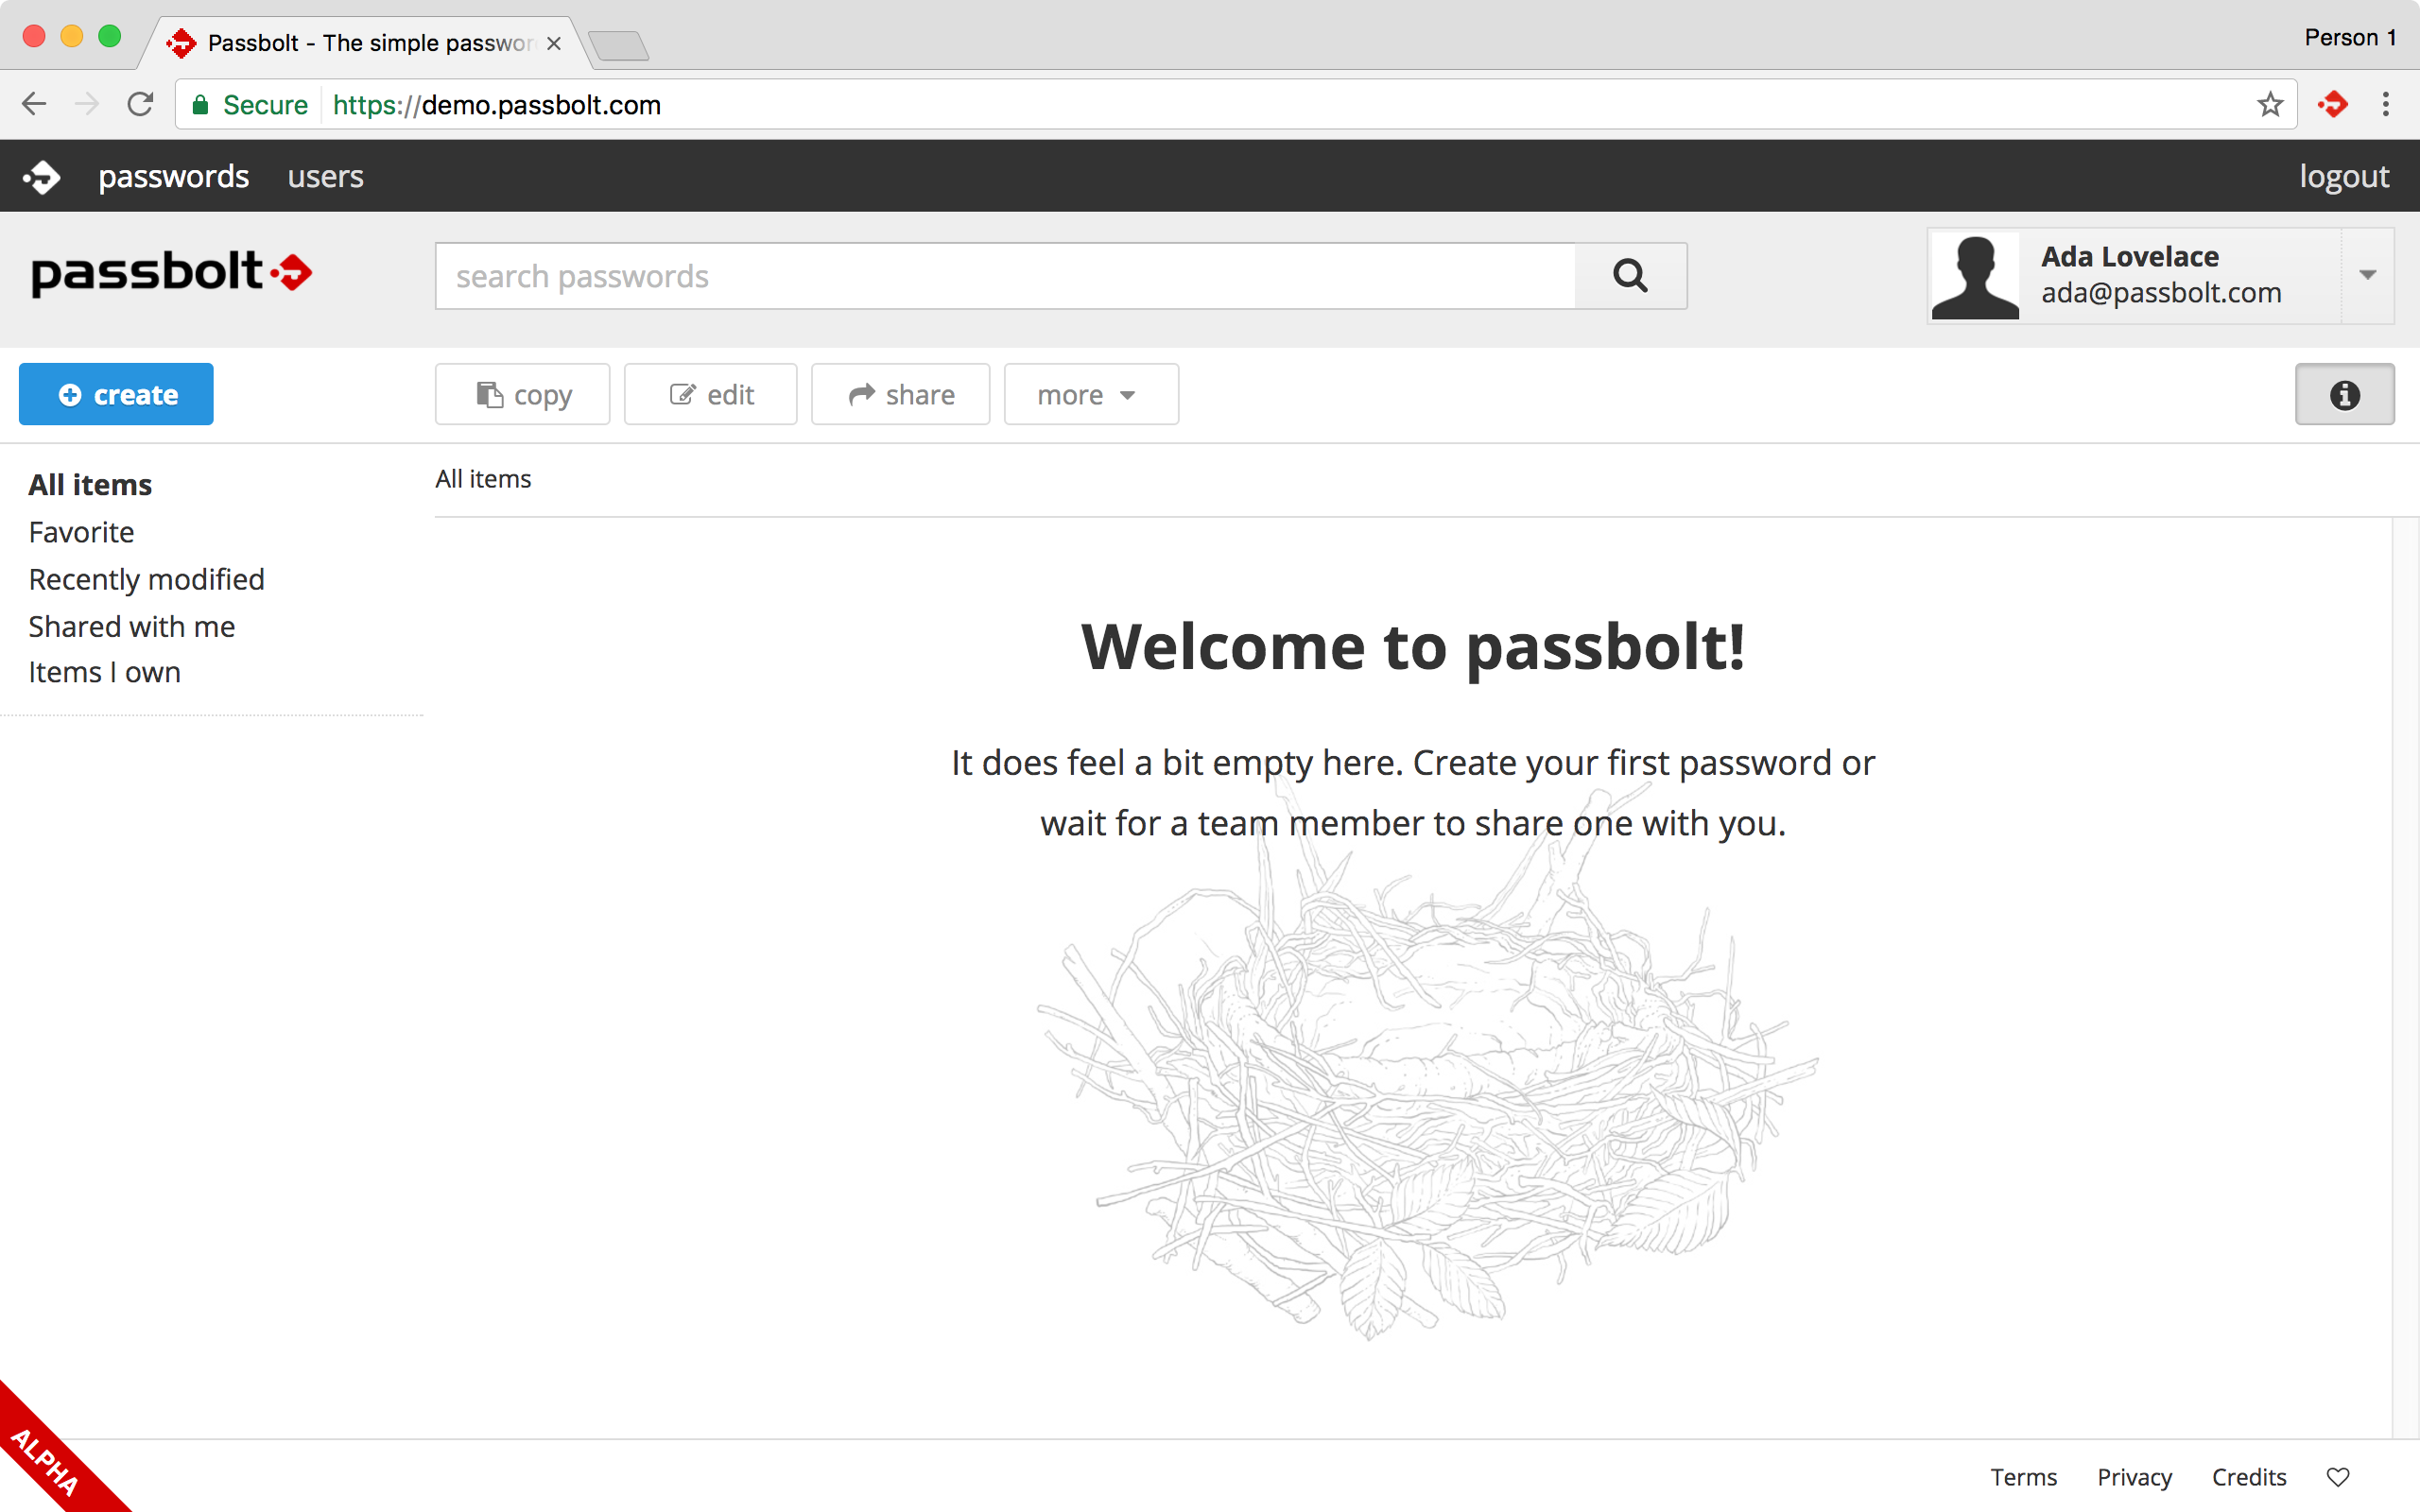 Passbolt - The simple passwor
Person 1
Secure https://demo.passbolt.com
passwords users logout
passbolt
search passwords
Ada Lovelace
ada@passbolt.com
create
copy
edit
share
more
All items
Favorite
Recently modified
Shared with me
Items I own
All items
Welcome to passbolt!
It does feel a bit empty here. Create your first password or
wait for a team member to share one with you.
ALPHA
Terms Privacy Credits